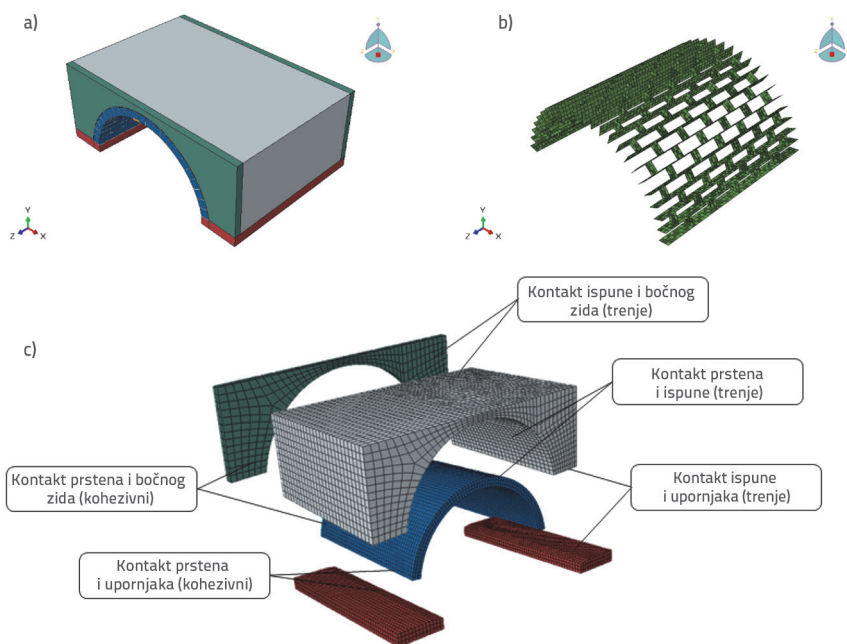 a)
b)
Y
Z
X
Y
Z
X
Kontakt ispune i bočnog
zida (trenje)
c)
Kontakt prstena
i ispune (trenje)
Kontakt prstena i bočnog
zida (kohezivni)
Kontakt ispune
i upornjaka (trenje)
Kontakt prstena
i upornjaka (kohezivni)